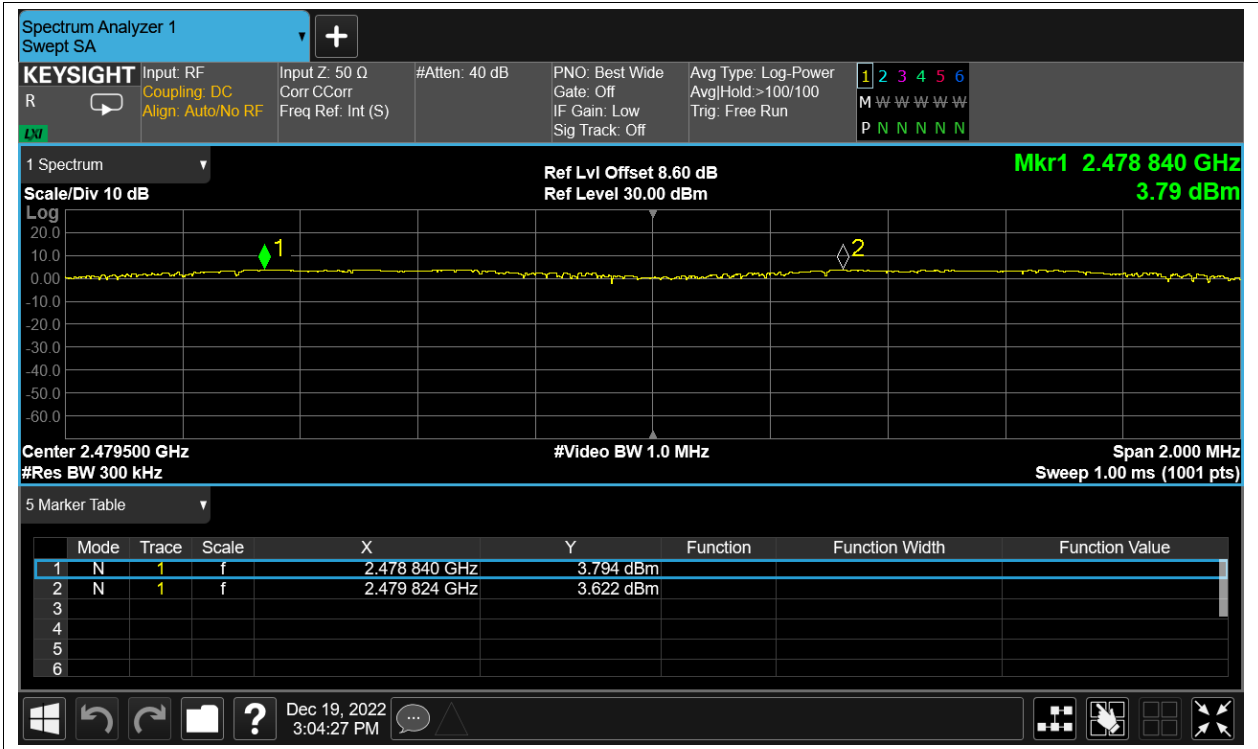 Spectrum Analyzer 1
Swept SA
KEYSIGHT
R
LXI
Input: RF
Coupling: DC
Align: Auto/No RF
Input Z: 50 Ω
Corr CCorr
Freq Ref: Int (S)
#Atten: 40 dB
PNO: Best Wide
Gate: Off
IF Gain: Low
Sig Track: Off
Avg Type: Log-Power
Avg|Hold:>100/100
Trig: Free Run
1 2 3 4 5 6
M W W W W W
P N N N N N
1 Spectrum
Scale/Div 10 dB
Ref Lvl Offset 8.60 dB
Ref Level 30.00 dBm
Mkr1 2.478 840 GHz
3.79 dBm
Log
20.0
10.0
0.00
-10.0
-20.0
-30.0
-40.0
-50.0
-60.0
1
2
Center 2.479500 GHz
#Res BW 300 kHz
#Video BW 1.0 MHz
Span 2.000 MHz
Sweep 1.00 ms (1001 pts)
5 Marker Table
Mode Trace Scale X Y Function Function Width Function Value
1 N 1 f 2.478 840 GHz 3.794 dBm
2 N 1 f 2.479 824 GHz 3.622 dBm
3
4
5
6
?
Dec 19, 2022
3:04:27 PM